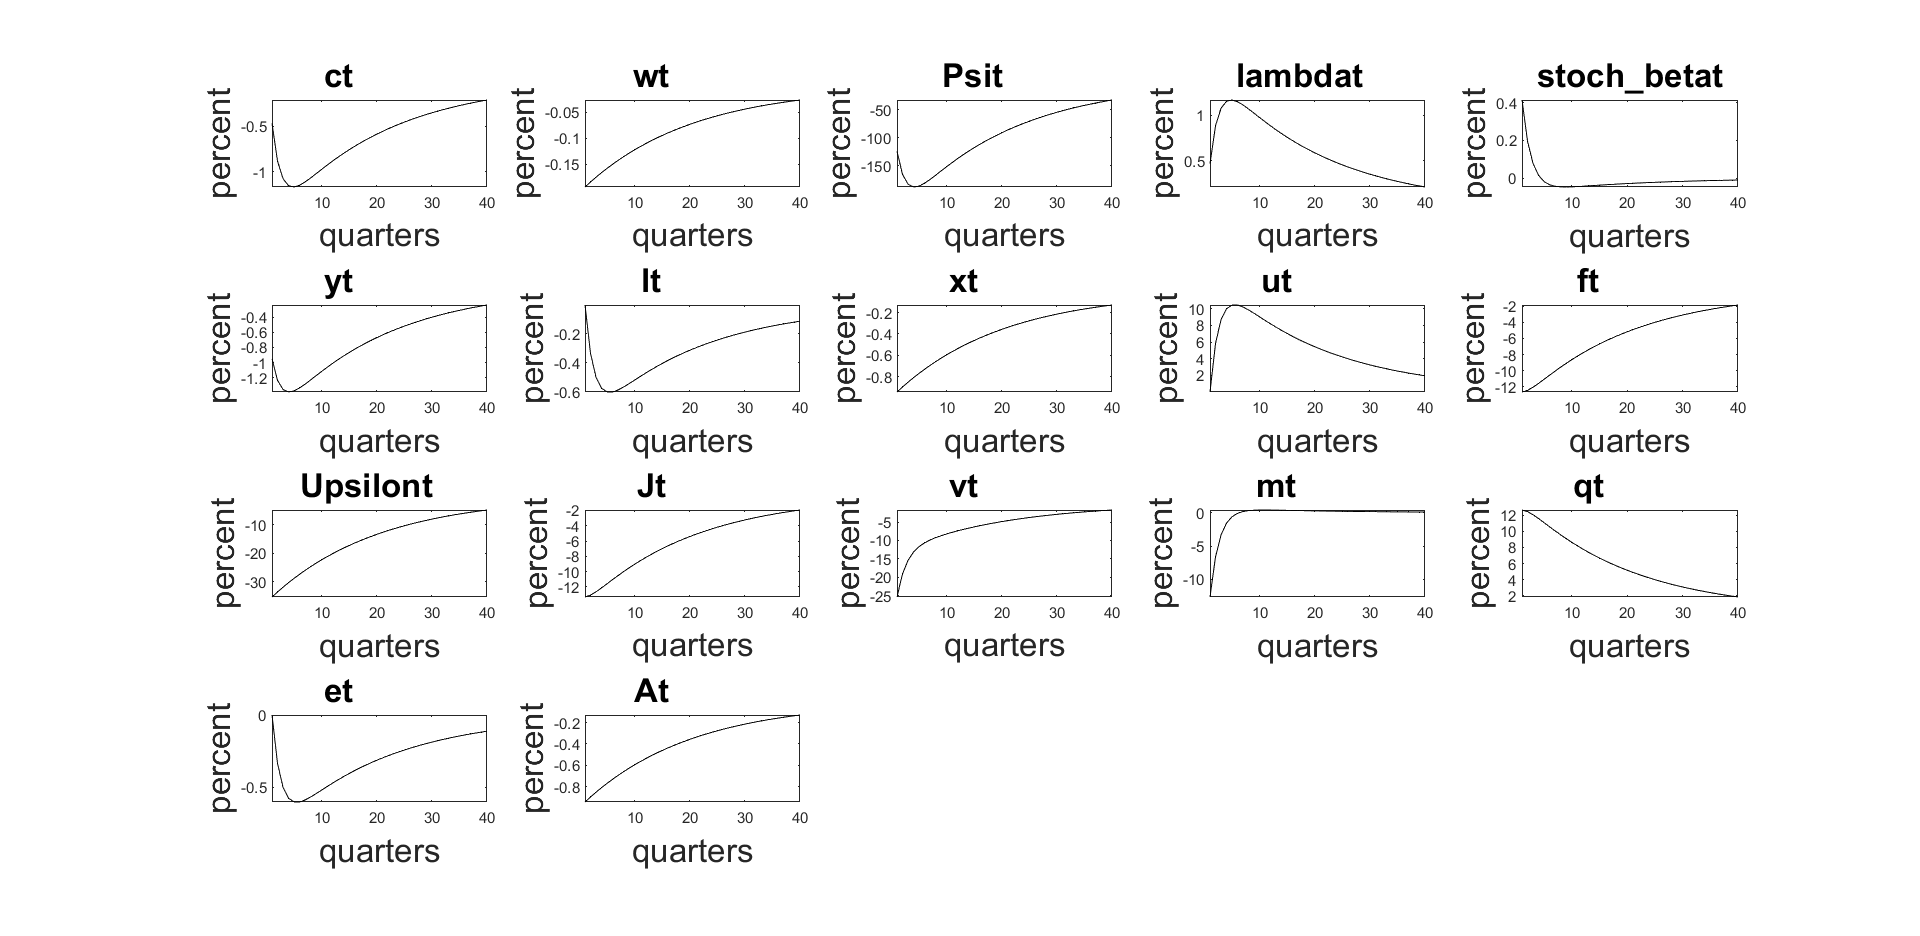 ct
percent
-0.5
-1
10 20 30 40
quarters
wt
percent
-0.05
-0.1
-0.15
10 20 30 40
quarters
Psit
percent
-50
-100
-150
10 20 30 40
quarters
lambdat
percent
1
0.5
10 20 30 40
quarters
stoch_betat
percent
0.4
0.2
0
10 20 30 40
quarters
yt
percent
-0.4
-0.6
-0.8
-1
-1.2
10 20 30 40
quarters
lt
percent
-0.2
-0.4
-0.6
10 20 30 40
quarters
xt
percent
-0.2
-0.4
-0.6
-0.8
10 20 30 40
quarters
ut
percent
10
8
6
4
2
10 20 30 40
quarters
ft
percent
-2
-4
-6
-8
-10
-12
10 20 30 40
quarters
Upsilont
percent
-10
-20
-30
10 20 30 40
quarters
Jt
percent
-2
-4
-6
-8
-10
-12
10 20 30 40
quarters
vt
percent
-5
-10
-15
-20
-25
10 20 30 40
quarters
mt
percent
0
-5
-10
10 20 30 40
quarters
qt
percent
12
10
8
6
4
2
10 20 30 40
quarters
et
percent
0
-0.5
10 20 30 40
quarters
At
percent
-0.2
-0.4
-0.6
-0.8
10 20 30 40
quarters